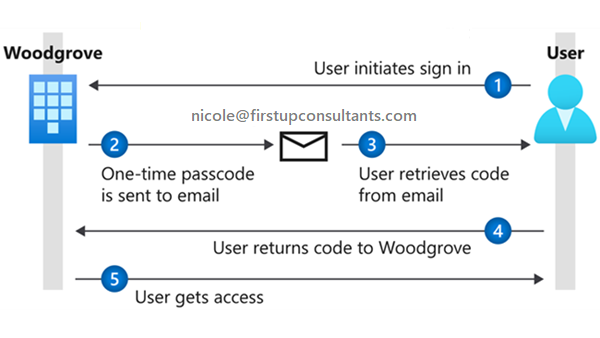 Woodgrove
User
User initiates sign in
1
nicole@firstupconsultants.com
2
3
One-time passcode
is sent to email
User retrieves code
from email
4
User returns code to Woodgrove
5
User gets access